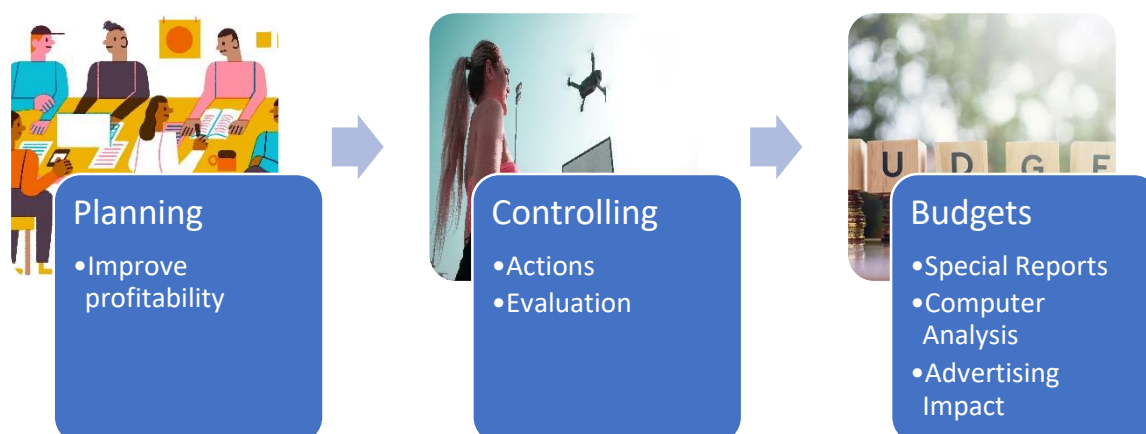 Planning
•Improve
profitability
Controlling
•Actions
•Evaluation
U D G E
Budgets
•Special Reports
•Computer
Analysis
•Advertising
Impact